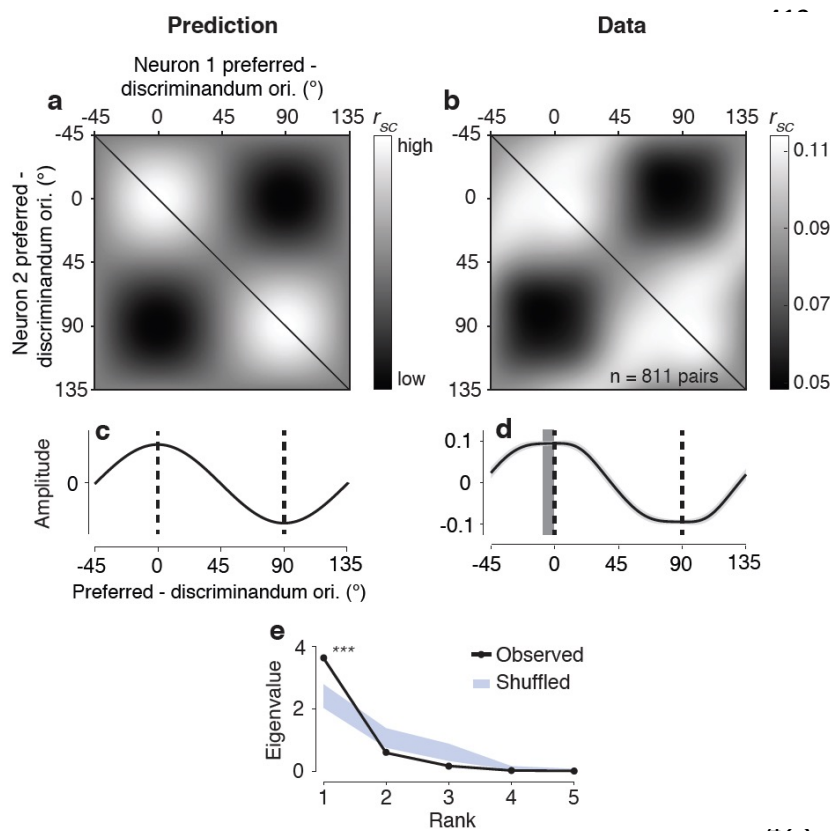 Prediction
Data
Neuron 1 preferred -
discriminandum ori. (°)
a
-45 0 45 90 135 rsc
-45
0
45
90
135
Neuron 2 preferred -
discriminandum ori. (°)
high
low
b
-45 0 45 90 135 rsc
-45
0
45
90
135
n = 811 pairs
0.11
0.09
0.07
0.05
c
Amplitude
0
-45 0 45 90 135
Preferred - discriminandum ori. (°)
d
0.1
0
-0.1
-45 0 45 90 135
e
Eigenvalue
4
2
0
***
Observed
Shuffled
1 2 3 4 5
Rank